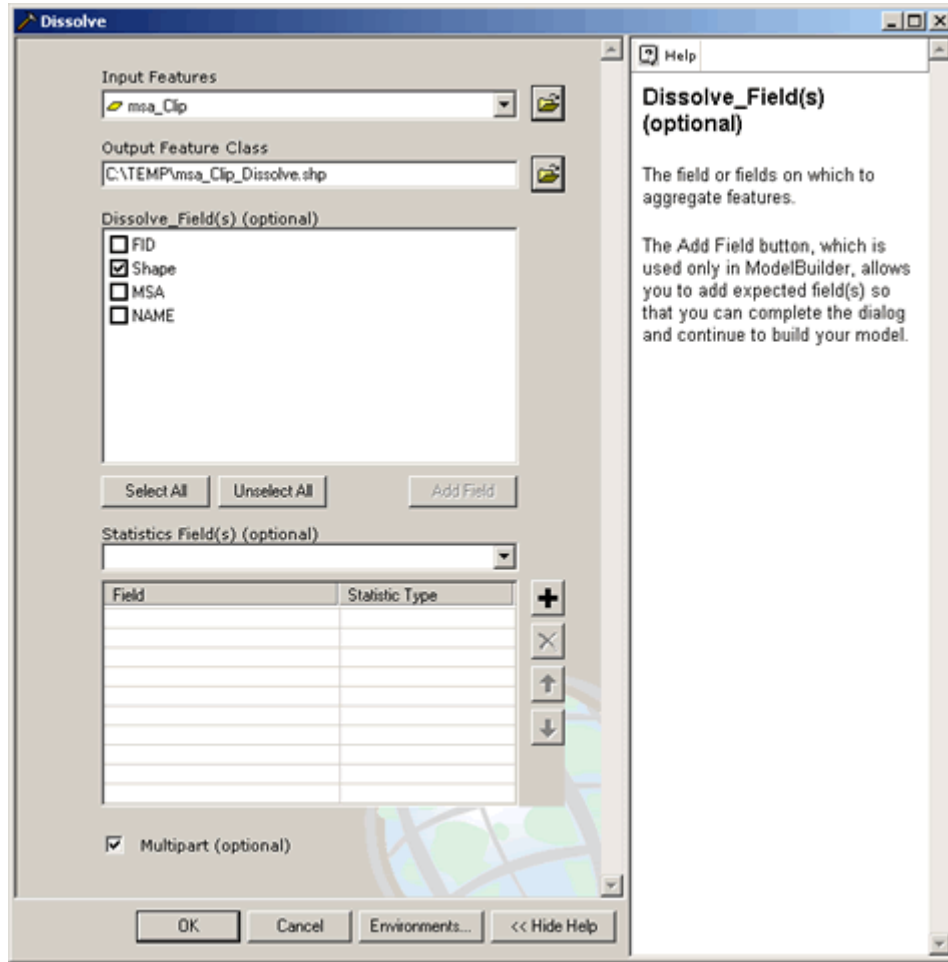 Dissolve
Input Features
msa_Clip
Output Feature Class
C:\TEMP\msa_Clip_Dissolve.shp
Dissolve_Field(s) (optional)
FID
Shape
MSA
NAME
Select All
Unselect All
Add Field
Statistics Field(s) (optional)
Field
Statistic Type
Multipart (optional)
OK
Cancel
Environments...
<< Hide Help
Help
Dissolve_Field(s)
(optional)
The field or fields on which to
aggregate features.
The Add Field button, which is
used only in ModelBuilder, allows
you to add expected field(s) so
that you can complete the dialog
and continue to build your model.